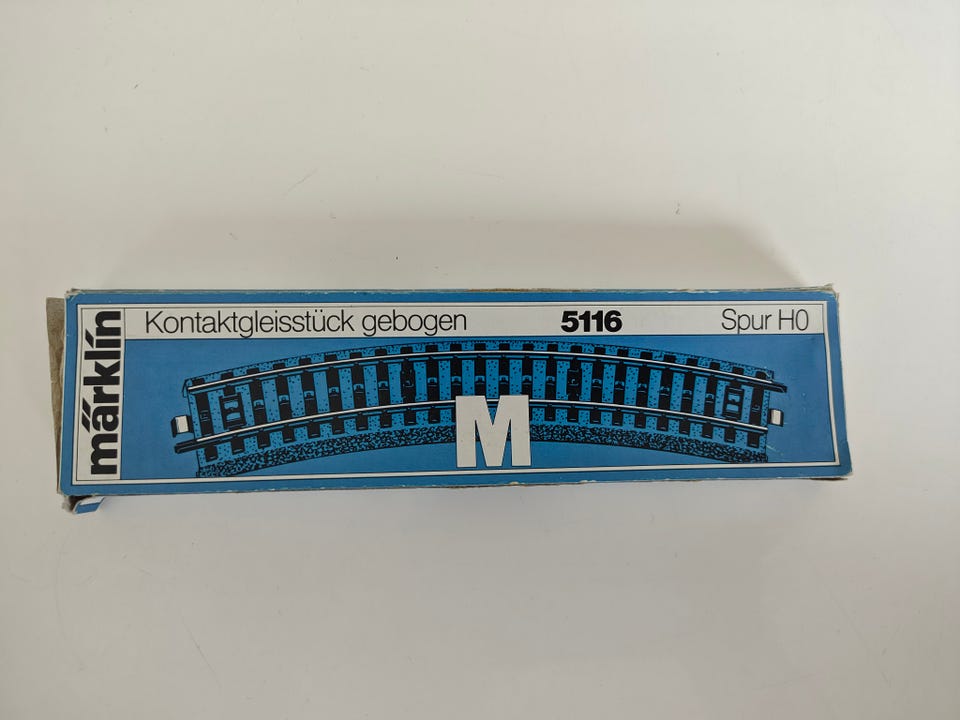 märklin
Kontaktgleisstück gebogen 5116 Spur H0
M